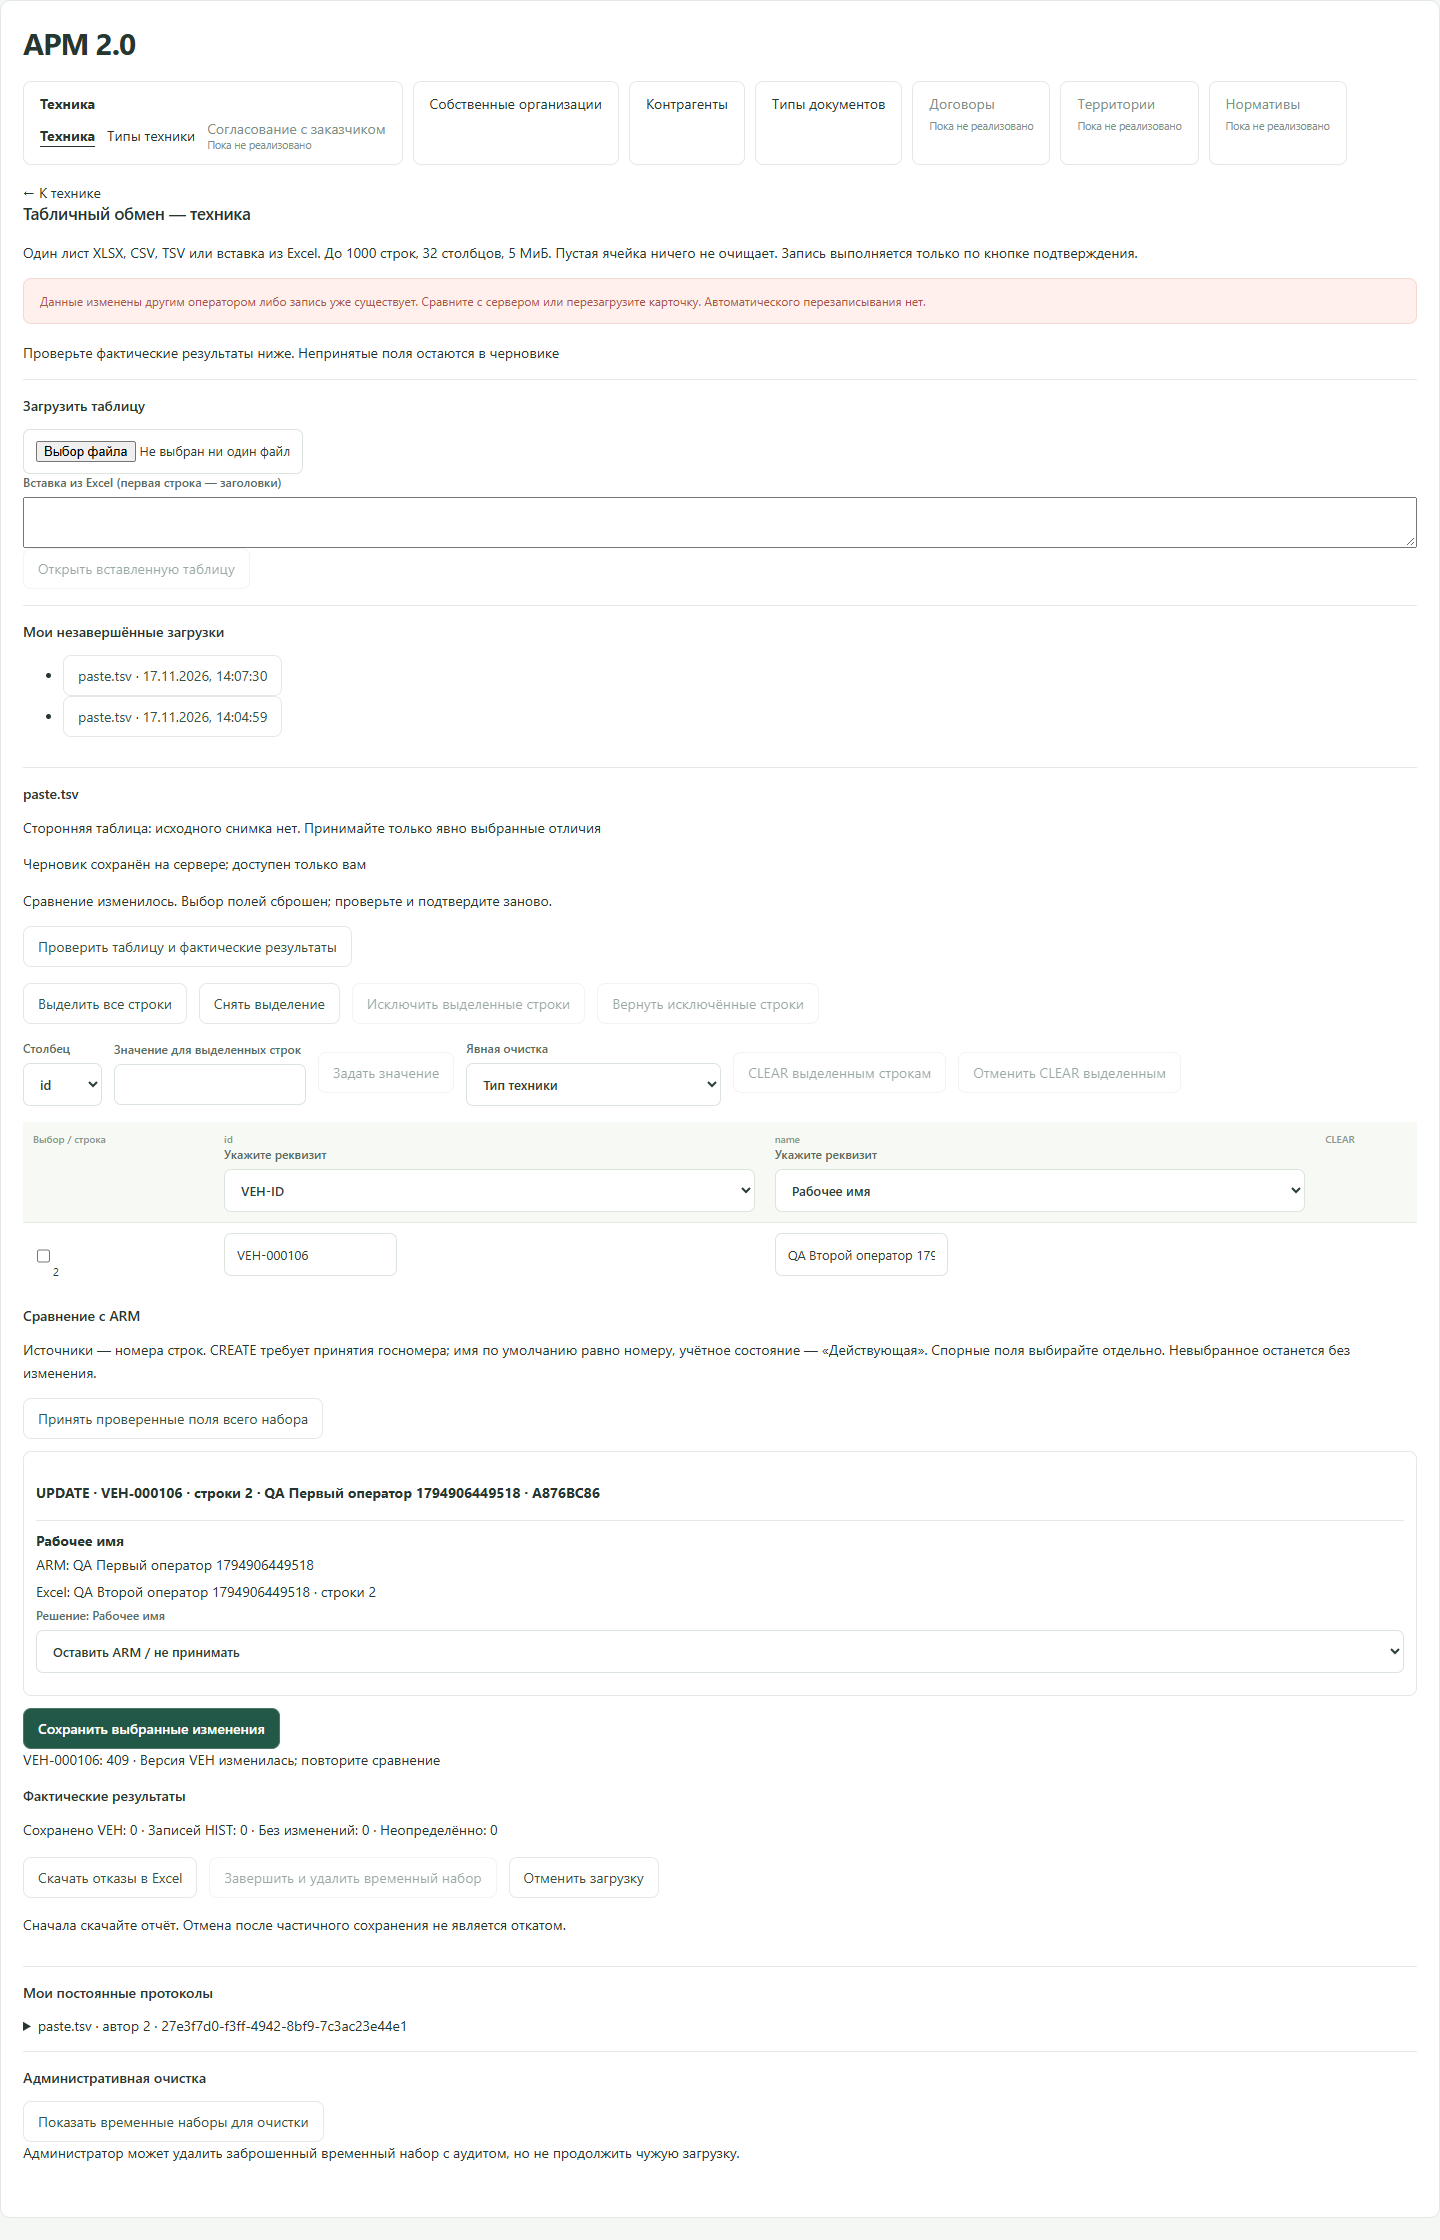 АРМ 2.0
Техника
Техника Типы техники Согласование с заказчиком
Пока не реализовано
Собственные организации
Контрагенты
Типы документов
Договоры
Пока не реализовано
Территории
Пока не реализовано
Нормативы
Пока не реализовано
← К технике
Табличный обмен — техника
Один лист XLSX, CSV, TSV или вставка из Excel. До 1000 строк, 32 столбцов, 5 МиБ. Пустая ячейка ничего не очищает. Запись выполняется только по кнопке подтверждения.
Данные изменены другим оператором либо запись уже существует. Сравните с сервером или перезагрузите карточку. Автоматического перезаписывания нет.
Проверьте фактические результаты ниже. Непринятые поля остаются в черновике
Загрузить таблицу
Выбор файла Не выбран ни один файл
Вставка из Excel (первая строка — заголовки)
Открыть вставленную таблицу
Мои незавершённые загрузки
• paste.tsv · 17.11.2026, 14:07:30
• paste.tsv · 17.11.2026, 14:04:59
paste.tsv
Сторонняя таблица: исходного снимка нет. Принимайте только явно выбранные отличия
Черновик сохранён на сервере; доступен только вам
Сравнение изменилось. Выбор полей сброшен; проверьте и подтвердите заново.
Проверить таблицу и фактические результаты
Выделить все строки Снять выделение Исключить выделенные строки Вернуть исключённые строки
Столбец Значение для выделенных строк Явная очистка
id Задать значение Тип техники CLEAR выделенным строкам Отменить CLEAR выделенным
Выбор / строка id name CLEAR
Укажите реквизит Укажите реквизит
VEH-ID Рабочее имя
2 VEH-000106 QA Второй оператор 179
Сравнение с ARM
Источники — номера строк. CREATE требует принятия госномера; имя по умолчанию равно номеру, учётное состояние — «Действующая». Спорные поля выбирайте отдельно. Невыбранное останется без
изменения.
Принять проверенные поля всего набора
UPDATE · VEH-000106 · строки 2 · QA Первый оператор 1794906449518 · A876BC86
Рабочее имя
ARM: QA Первый оператор 1794906449518
Excel: QA Второй оператор 1794906449518 · строки 2
Решение: Рабочее имя
Оставить ARM / не принимать
Сохранить выбранные изменения
VEH-000106: 409 · Версия VEH изменилась; повторите сравнение
Фактические результаты
Сохранено VEH: 0 · Записей HIST: 0 · Без изменений: 0 · Неопределённо: 0
Скачать отказы в Excel Завершить и удалить временный набор Отменить загрузку
Сначала скачайте отчёт. Отмена после частичного сохранения не является откатом.
Мои постоянные протоколы
▶ paste.tsv · автор 2 · 27e3f7d0-f3ff-4942-8bf9-7c3ac23e44e1
Административная очистка
Показать временные наборы для очистки
Администратор может удалить заброшенный временный набор с аудитом, но не продолжить чужую загрузку.